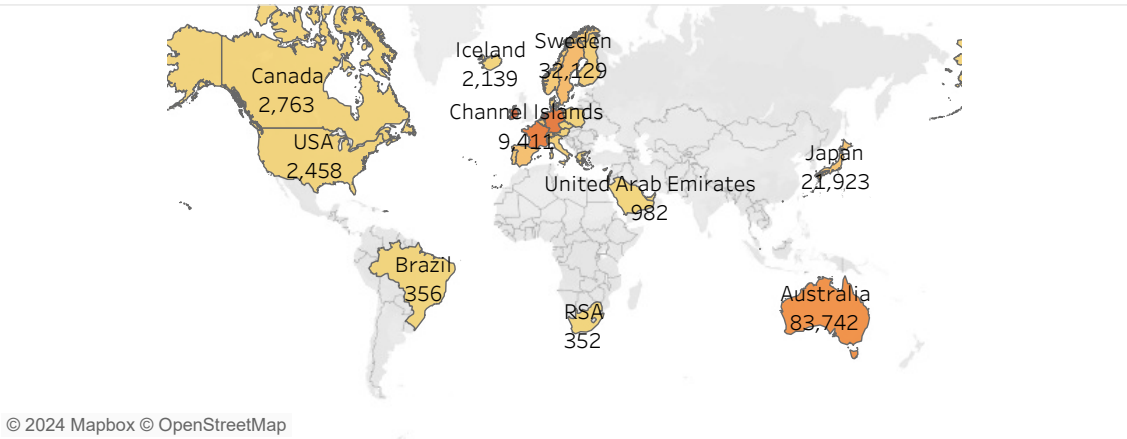 Iceland
2,139
Sweden
32,129
Canada
2,763
Channel Islands
9,411
USA
2,458
Japan
21,923
United Arab Emirates
982
Brazil
356
Australia
83,742
RSA
352
© 2024 Mapbox © OpenStreetMap